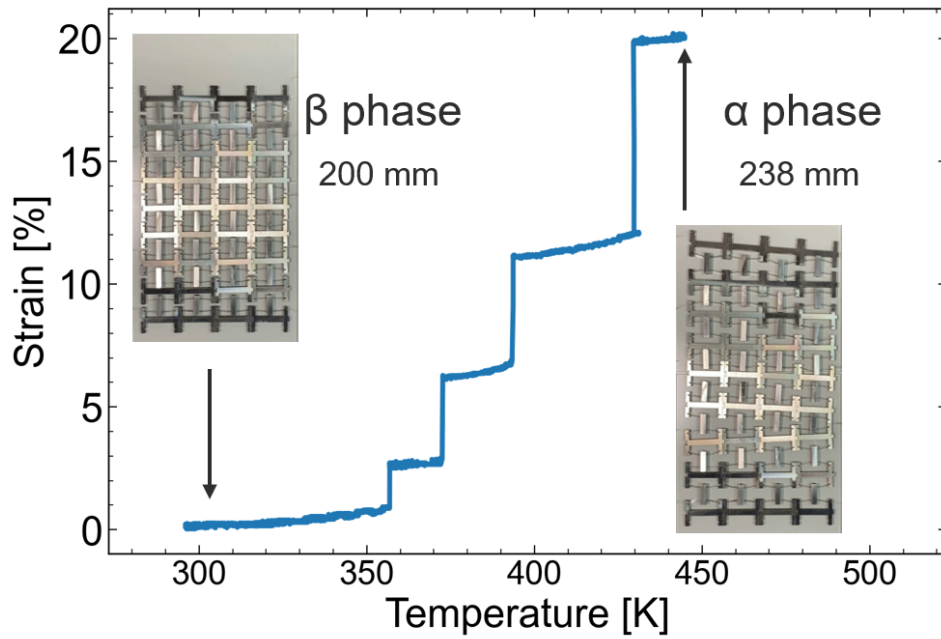 20
15
10
5
0
Strain [%]
β phase
200 mm
α phase
238 mm
300
350
400
450
500
Temperature [K]